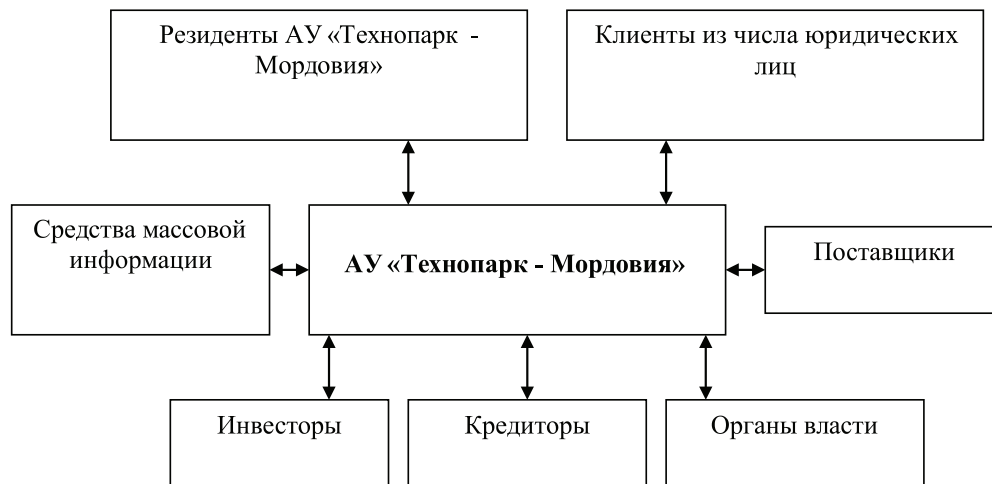 Резиденты АУ «Технопарк -
Мордовия»
Клиенты из числа юридических
лиц
Средства массовой
информации
АУ «Технопарк - Мордовия»
Поставщики
Инвесторы
Кредиторы
Органы власти